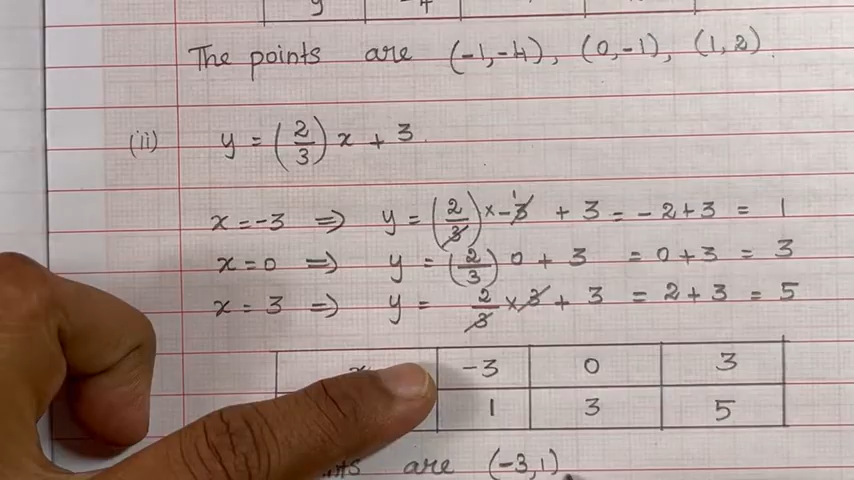 y -4
The points are (-1,-4), (0,-1), (1,2).
(ii) y = (2/3) x + 3.
x = -3 ⇒ y = (2/3) x -3 1 + 3 = -2+3 = 1
x = 0 ⇒ y = (2/3) 0 + 3 = 0+3 = 3
x = 3 ⇒ y = 2/3 x 3 + 3 = 2+3 = 5
x -3 0 3
1 3 5
are (-3,1)